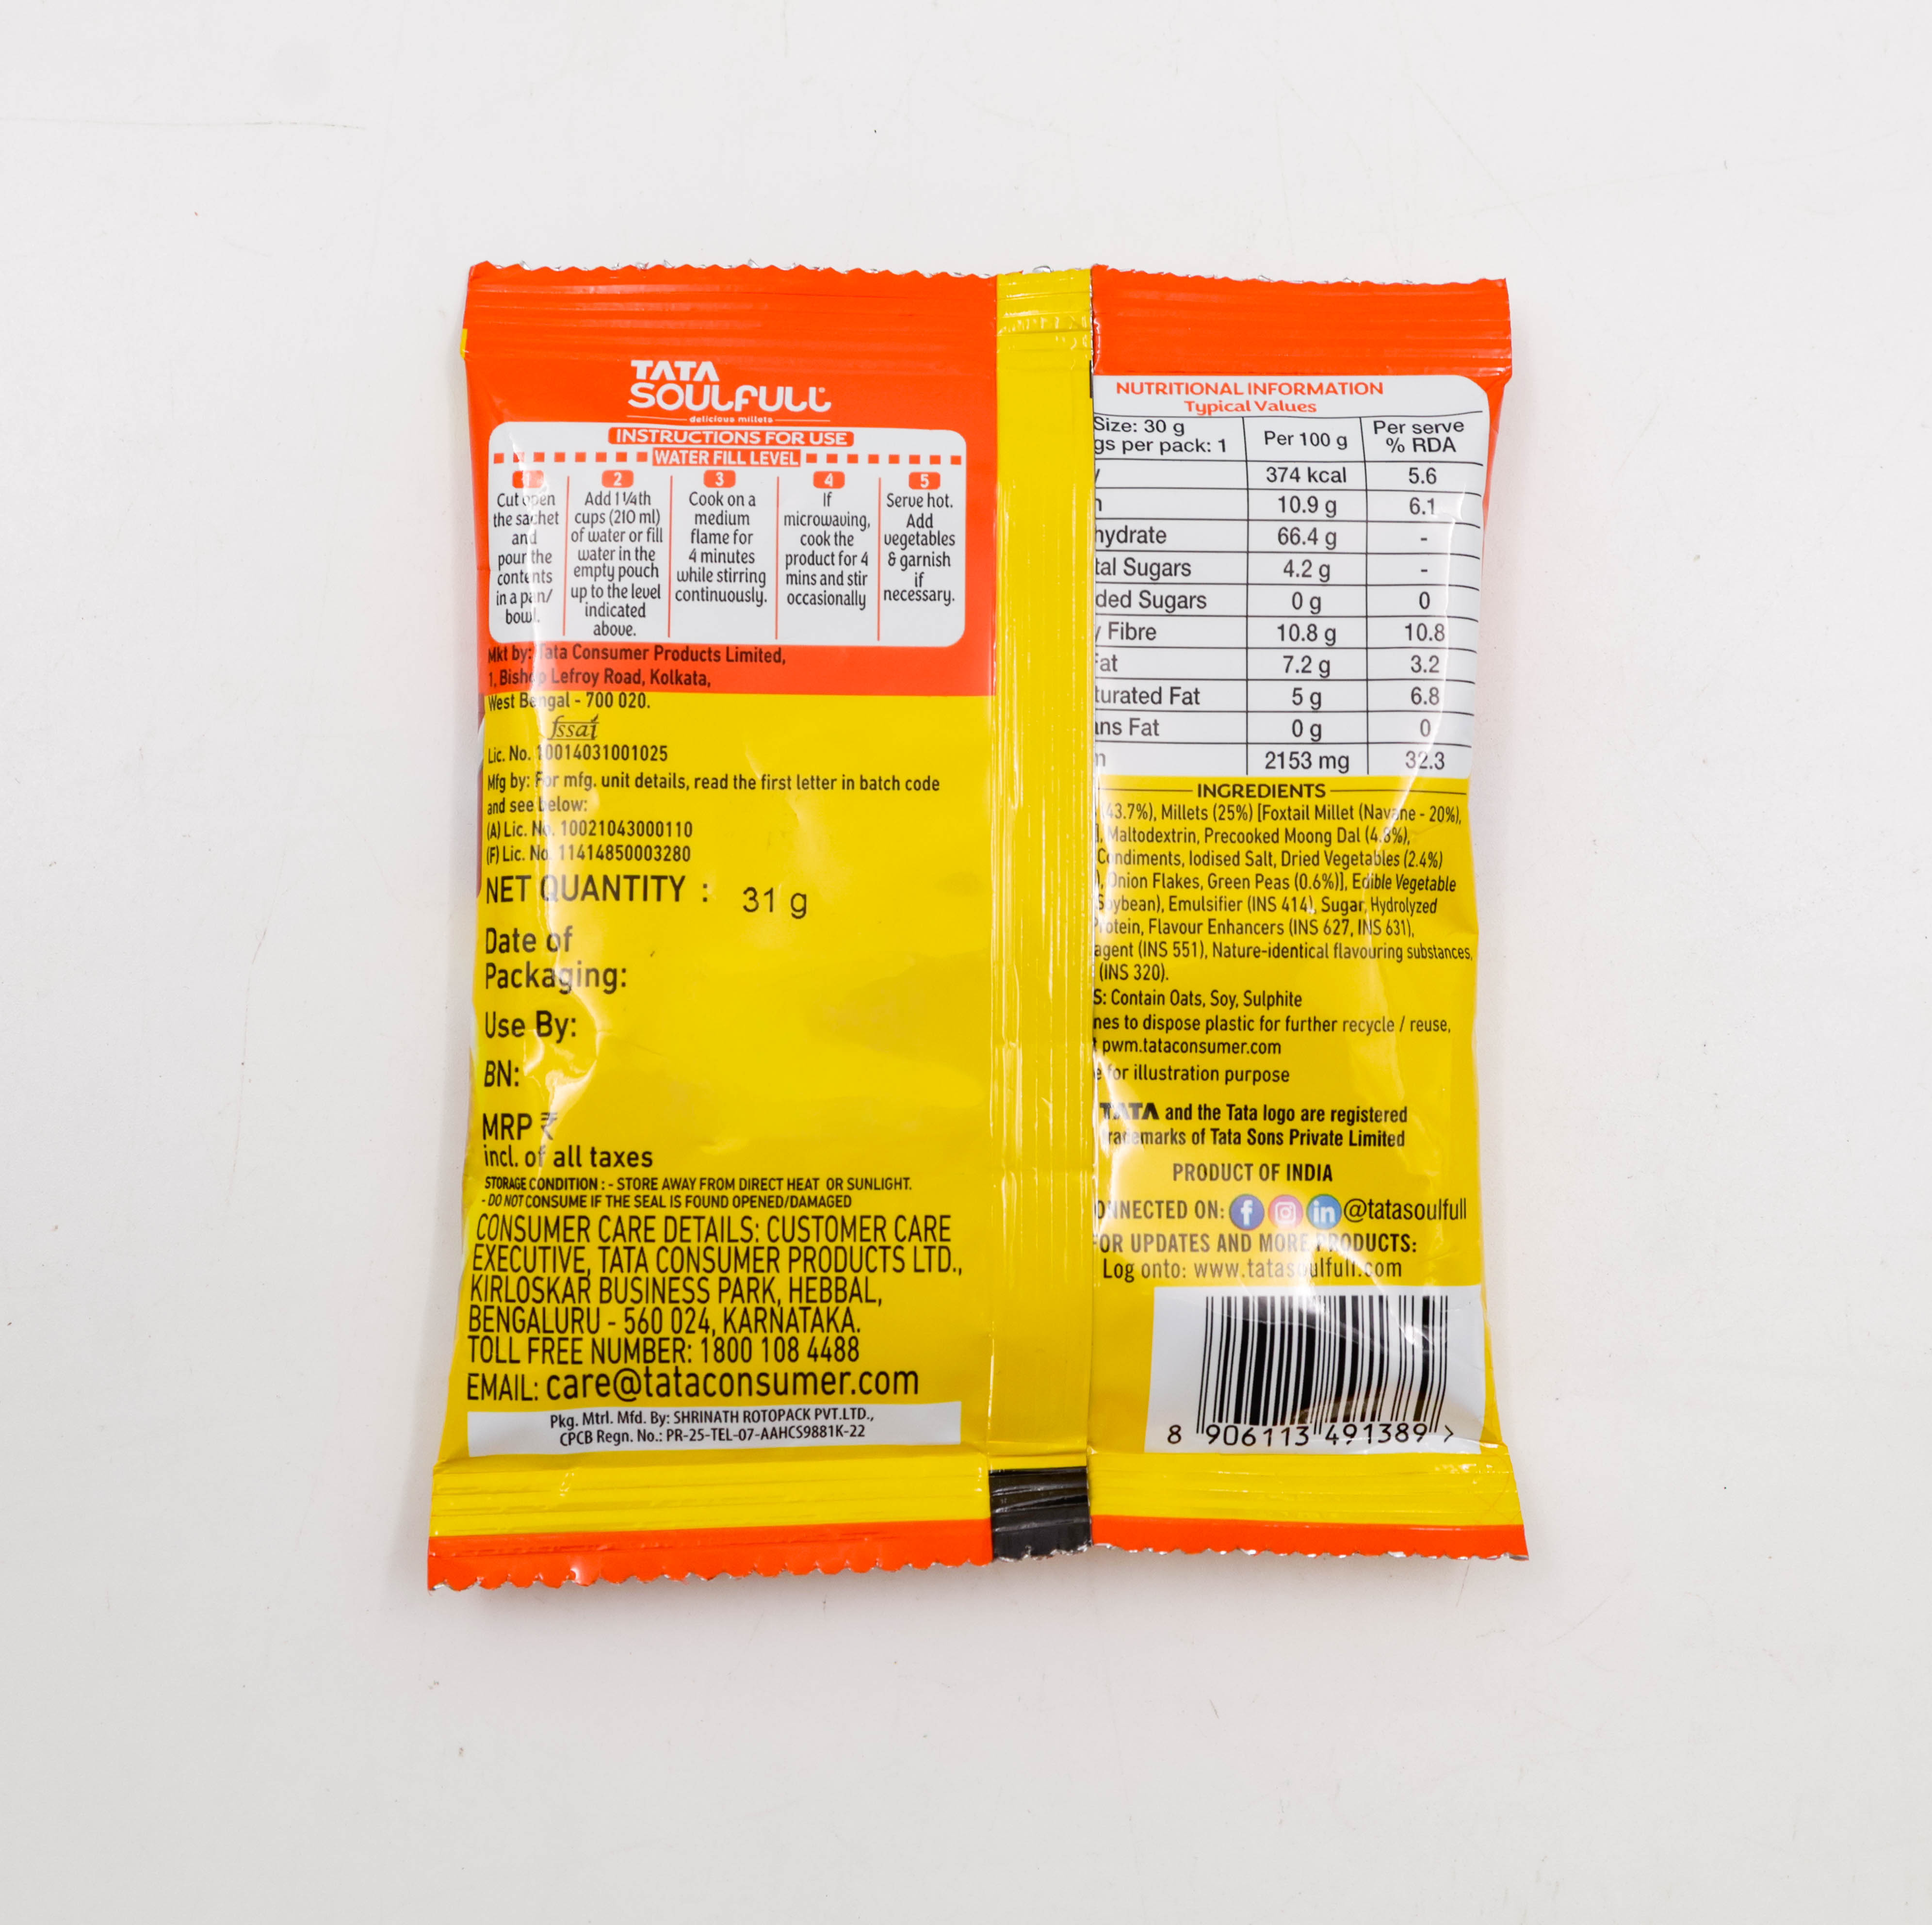 TATA
SOULFULL
delicious millets
INSTRUCTIONS FOR USE
WATER FILL LEVEL
1
Cut open
the sachet
and
pour the
contents
in a pan/
bowl.
2
Add 1 1/4th
cups (210 ml)
of water or fill
water in the
empty pouch
up to the level
indicated
above.
3
Cook on a
medium
flame for
4 minutes
while stirring
continuously.
4
If
microwaving,
cook the
product for 4
mins and stir
occasionally
5
Serve hot.
Add
vegetables
& garnish
if
necessary.
Mkt by: Tata Consumer Products Limited,
1, Bishop Lefroy Road, Kolkata,
West Bengal - 700 020.
fssai
Lic. No. 10014031001025
Mfg by: For mfg. unit details, read the first letter in batch code
and see below:
(A) Lic. No. 10021043000110
(F) Lic. No. 11414850003280
NET QUANTITY : 31 g
Date of
Packaging:
Use By:
BN:
MRP ₹
incl. of all taxes
STORAGE CONDITION : - STORE AWAY FROM DIRECT HEAT OR SUNLIGHT.
- DO NOT CONSUME IF THE SEAL IS FOUND OPENED/DAMAGED
CONSUMER CARE DETAILS: CUSTOMER CARE
EXECUTIVE, TATA CONSUMER PRODUCTS LTD.,
KIRLOSKAR BUSINESS PARK, HEBBAL,
BENGALURU - 560 024, KARNATAKA.
TOLL FREE NUMBER: 1800 108 4488
EMAIL: care@tataconsumer.com
Pkg. Mtrl. Mfd. By: SHRINATH ROTOPACK PVT.LTD.,
CPCB Regn. No.: PR-25-TEL-07-AAHCS9881K-22
NUTRITIONAL INFORMATION
Typical Values
Size: 30 g
gs per pack: 1
Per 100 g
Per serve
% RDA
y 374 kcal 5.6
n 10.9 g 6.1
hydrate 66.4 g -
tal Sugars 4.2 g -
ded Sugars 0 g 0
y Fibre 10.8 g 10.8
Fat 7.2 g 3.2
turated Fat 5 g 6.8
ans Fat 0 g 0
m 2153 mg 32.3
INGREDIENTS
(43.7%), Millets (25%) [Foxtail Millet (Navane - 20%),
], Maltodextrin, Precooked Moong Dal (4.8%),
Condiments, Iodised Salt, Dried Vegetables (2.4%)
), Onion Flakes, Green Peas (0.6%)], Edible Vegetable
Soybean), Emulsifier (INS 414), Sugar, Hydrolyzed
Protein, Flavour Enhancers (INS 627, INS 631),
agent (INS 551), Nature-identical flavouring substances,
(INS 320).
S: Contain Oats, Soy, Sulphite
nes to dispose plastic for further recycle / reuse,
t pwm.tataconsumer.com
e for illustration purpose
TATA and the Tata logo are registered
trademarks of Tata Sons Private Limited
PRODUCT OF INDIA
ONNECTED ON: @tatasoulfull
FOR UPDATES AND MORE PRODUCTS:
Log onto: www.tatasoulfull.com
8 906113 491389 >